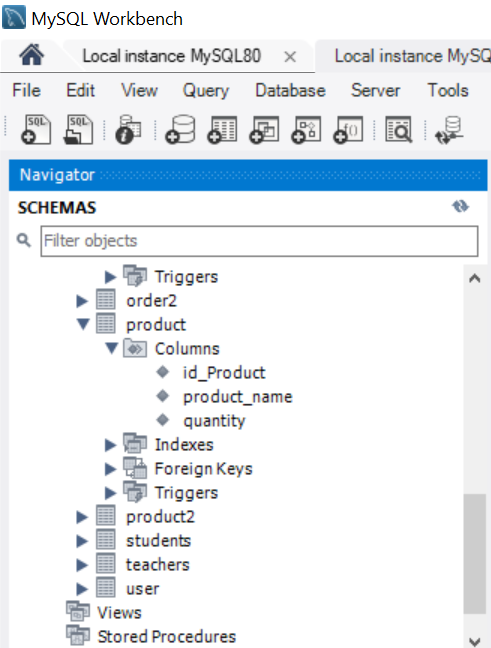 MySQL Workbench
Local instance MySQL80 × Local instance MySQ
File Edit View Query Database Server Tools
SQL SQL
Navigator
SCHEMAS
Filter objects
Triggers
order2
product
Columns
id_Product
product_name
quantity
Indexes
Foreign Keys
Triggers
product2
students
teachers
user
Views
Stored Procedures